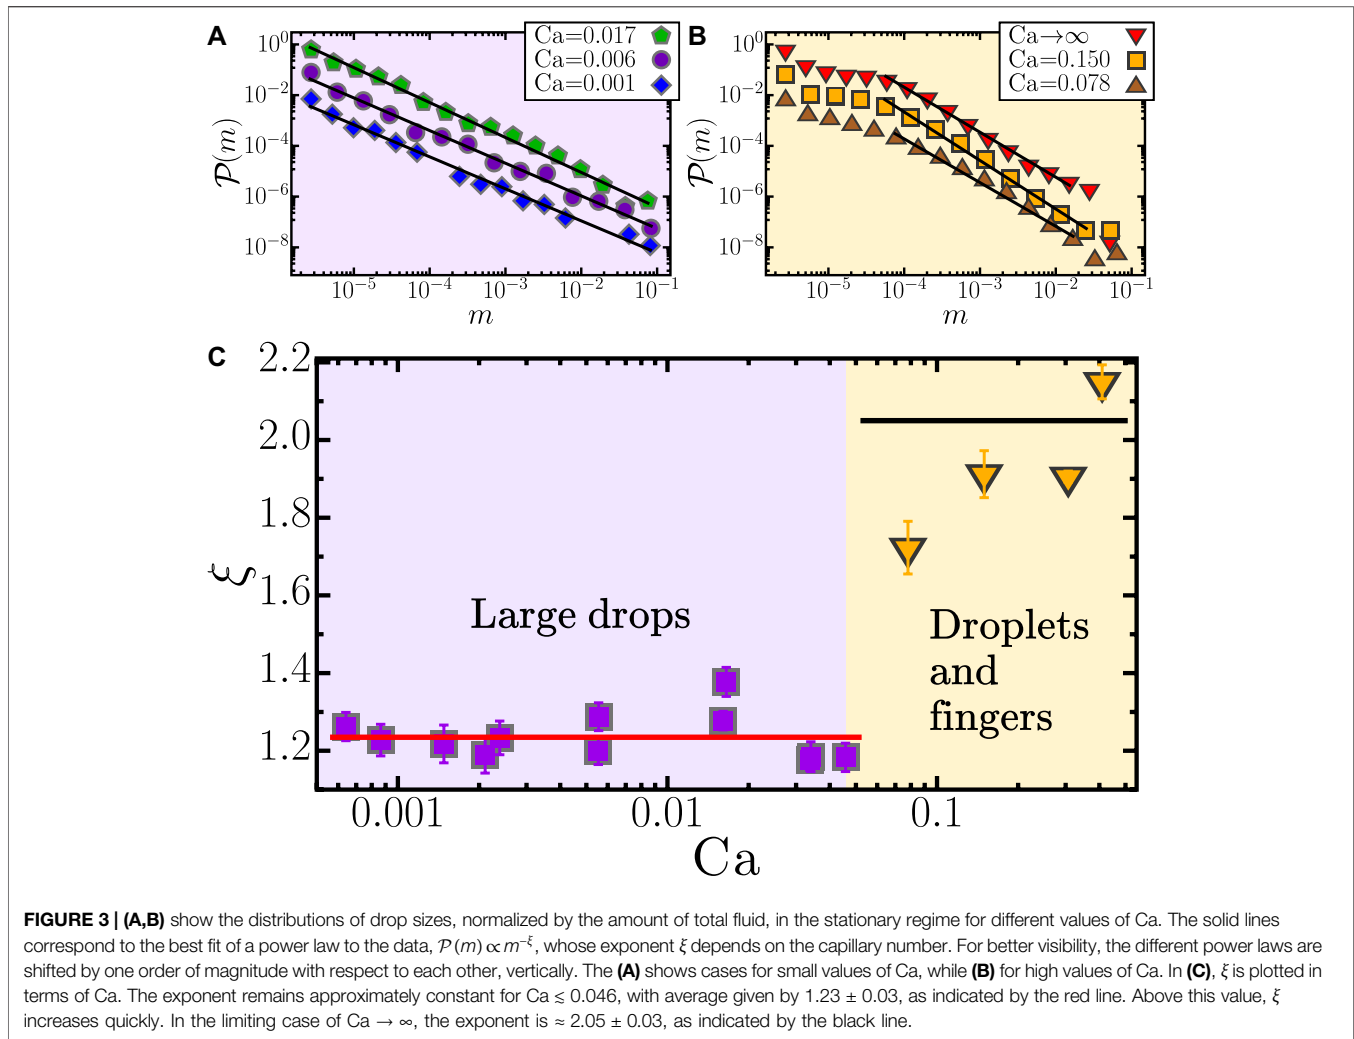 A
Ca=0.017
Ca=0.006
Ca=0.001
10⁰
10⁻²
10⁻⁴
10⁻⁶
10⁻⁸
𝒫(m)
10⁻⁵ 10⁻⁴ 10⁻³ 10⁻² 10⁻¹
m
B
Ca→∞
Ca=0.150
Ca=0.078
10⁰
10⁻²
10⁻⁴
10⁻⁶
10⁻⁸
𝒫(m)
10⁻⁵ 10⁻⁴ 10⁻³ 10⁻² 10⁻¹
m
C
2.2
2.0
1.8
1.6
1.4
1.2
ξ
Large drops
Droplets
and
fingers
0.001 0.01 0.1
Ca
FIGURE 3 | (A,B) show the distributions of drop sizes, normalized by the amount of total fluid, in the stationary regime for different values of Ca. The solid lines
correspond to the best fit of a power law to the data, 𝒫(m) ∝ m⁻ξ, whose exponent ξ depends on the capillary number. For better visibility, the different power laws are
shifted by one order of magnitude with respect to each other, vertically. The (A) shows cases for small values of Ca, while (B) for high values of Ca. In (C), ξ is plotted in
terms of Ca. The exponent remains approximately constant for Ca ≲ 0.046, with average given by 1.23 ± 0.03, as indicated by the red line. Above this value, ξ
increases quickly. In the limiting case of Ca → ∞, the exponent is ≈ 2.05 ± 0.03, as indicated by the black line.